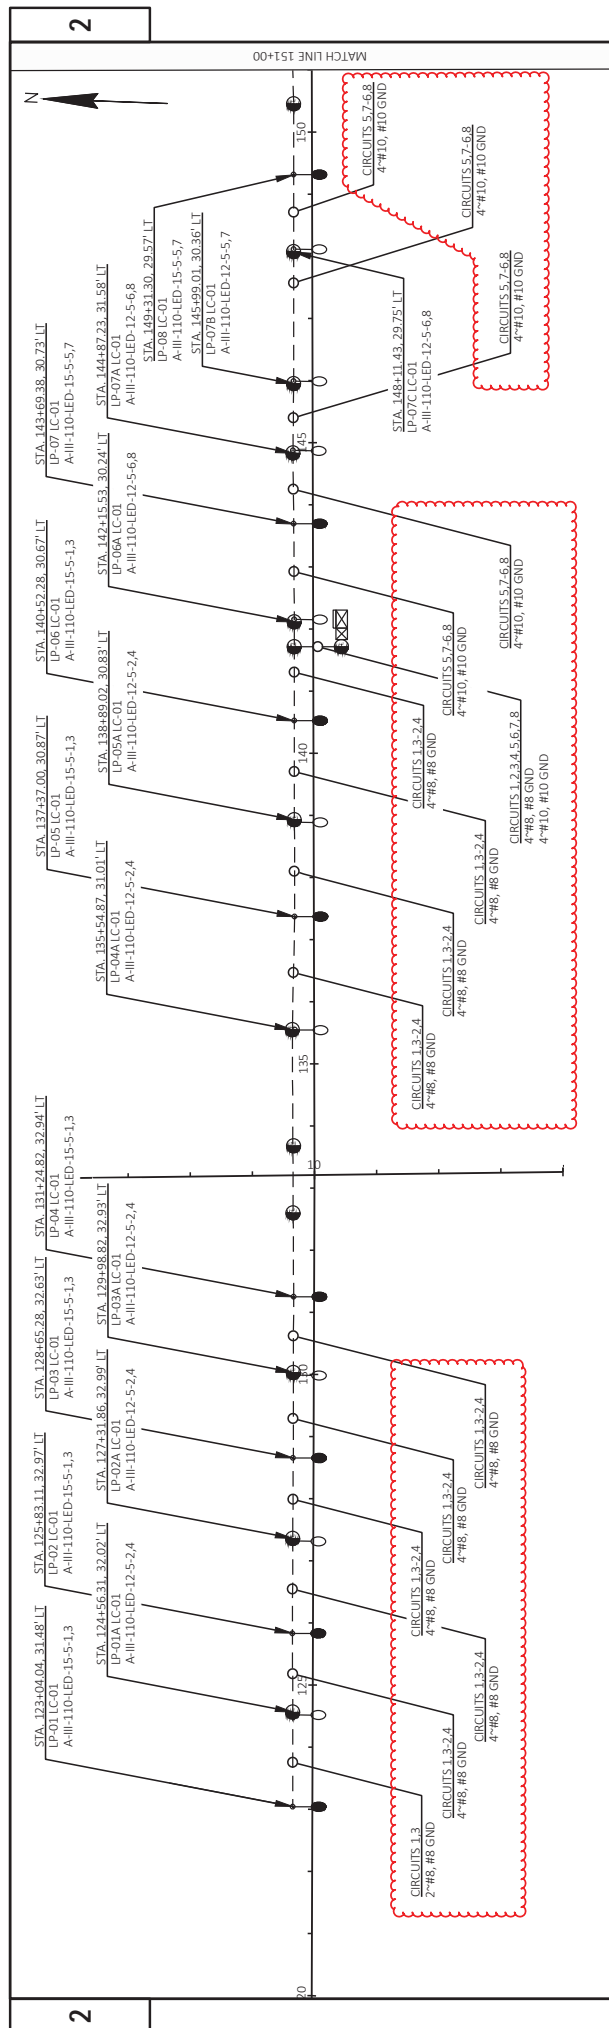 2
MATCH LINE 151+00
N
STA. 123+04.04, 31.48' LT
LP-01 LC-01
A-III-110-LED-15-5-1,3
STA. 124+56.31, 32.02' LT
LP-01A LC-01
A-III-110-LED-12-5-2,4
STA. 125+83.11, 32.97' LT
LP-02 LC-01
A-III-110-LED-15-5-1,3
STA. 127+31.86, 32.99' LT
LP-02A LC-01
A-III-110-LED-12-5-2,4
STA. 128+65.28, 32.63' LT
LP-03 LC-01
A-III-110-LED-15-5-1,3
STA. 129+98.82, 32.93' LT
LP-03A LC-01
A-III-110-LED-12-5-2,4
STA. 131+24.82, 32.94' LT
LP-04 LC-01
A-III-110-LED-15-5-1,3
STA. 135+54.87, 31.01' LT
LP-04A LC-01
A-III-110-LED-12-5-2,4
STA. 137+37.00, 30.87' LT
LP-05 LC-01
A-III-110-LED-15-5-1,3
STA. 138+89.02, 30.83' LT
LP-05A LC-01
A-III-110-LED-12-5-2,4
STA. 140+52.28, 30.67' LT
LP-06 LC-01
A-III-110-LED-15-5-1,3
STA. 142+15.53, 30.24' LT
LP-06A LC-01
A-III-110-LED-12-5-6,8
STA. 143+69.38, 30.73' LT
LP-07 LC-01
A-III-110-LED-15-5-5,7
STA. 144+87.23, 31.58' LT
LP-07A LC-01
A-III-110-LED-12-5-6,8
STA. 145+99.01, 30.36' LT
LP-07B LC-01
A-III-110-LED-12-5-5,7
STA. 149+31.30, 29.57' LT
LP-08 LC-01
A-III-110-LED-15-5-5,7
STA. 148+11.43, 29.75' LT
LP-07C LC-01
A-III-110-LED-12-5-6,8
20
125
130
10
135
140
145
150
CIRCUITS 1,3
2~#8, #8 GND
CIRCUITS 1,3-2,4
4~#8, #8 GND
CIRCUITS 1,3-2,4
4~#8, #8 GND
CIRCUITS 1,3-2,4
4~#8, #8 GND
CIRCUITS 1,3-2,4
4~#8, #8 GND
CIRCUITS 1,3-2,4
4~#8, #8 GND
CIRCUITS 1,3-2,4
4~#8, #8 GND
CIRCUITS 1,3-2,4
4~#8, #8 GND
CIRCUITS 1,3-2,4
4~#8, #8 GND
CIRCUITS 1,3-2,4
4~#8, #8 GND
CIRCUITS 1,2,3,4,5,6,7,8
4~#8, #8 GND
4~#10, #10 GND
CIRCUITS 5,7-6,8
4~#10, #10 GND
CIRCUITS 5,7-6,8
4~#10, #10 GND
CIRCUITS 5,7-6,8
4~#10, #10 GND
CIRCUITS 5,7-6,8
4~#10, #10 GND
CIRCUITS 5,7-6,8
4~#10, #10 GND
2